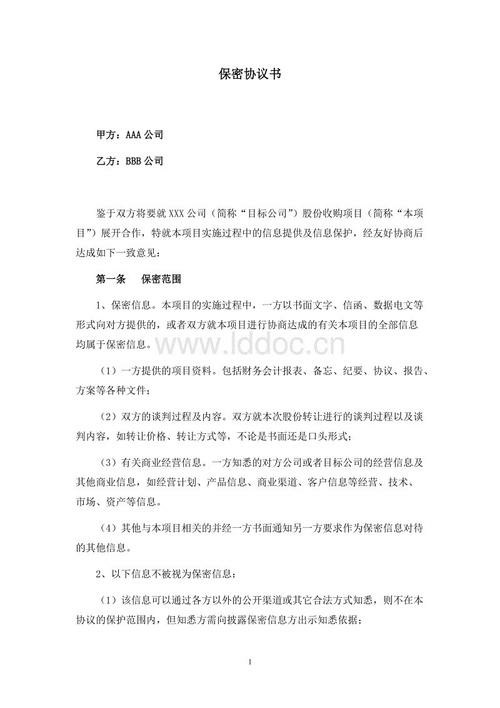 保密协议书
甲方：AAA 公司
乙方：BBB 公司
鉴于双方将要就 XXX 公司（简称“目标公司”）股份收购项目（简称“本项
目”）展开合作，特就本项目实施过程中的信息提供及信息保护，经友好协商后
达成如下一致意见：
第一条 保密范围
1、保密信息。本项目的实施过程中，一方以书面文字、信函、数据电文等
形式向对方提供的，或者双方就本项目进行协商达成的有关本项目的全部信息
均属于保密信息。
www.lddoc.cn
（1）一方提供的项目资料。包括财务会计报表、备忘、纪要、协议、报告、
方案等各种文件；
（2）双方的谈判过程及内容。双方就本次股份转让进行的谈判过程以及谈
判内容，如转让价格、转让方式等，不论是书面还是口头形式；
（3）有关商业经营信息。一方知悉的对方公司或者目标公司的经营信息及
其他商业信息，如经营计划、产品信息、商业渠道、客户信息等经营、技术、
市场、资产等信息。
（4）其他与本项目相关的并经一方书面通知另一方要求作为保密信息对待
的其他信息。
2、以下信息不被视为保密信息：
（1）该信息可以通过各方以外的公开渠道或其它合法方式知悉，则不在本
协议的保护范围内，但知悉方需向披露保密信息方出示知悉依据；
1